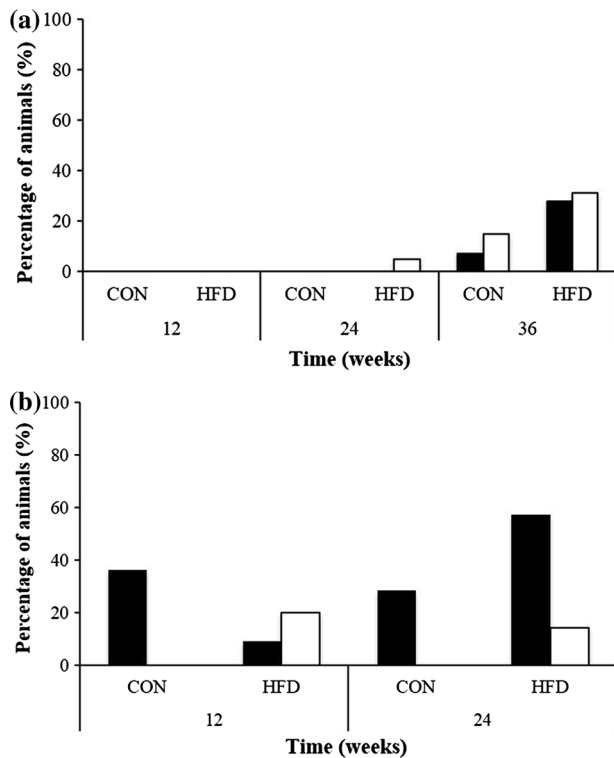 (a)
Percentage of animals (%)
100
80
60
40
20
0
CON HFD CON HFD CON HFD
12 24 36
Time (weeks)
(b)
Percentage of animals (%)
100
80
60
40
20
0
CON HFD CON HFD
12 24
Time (weeks)